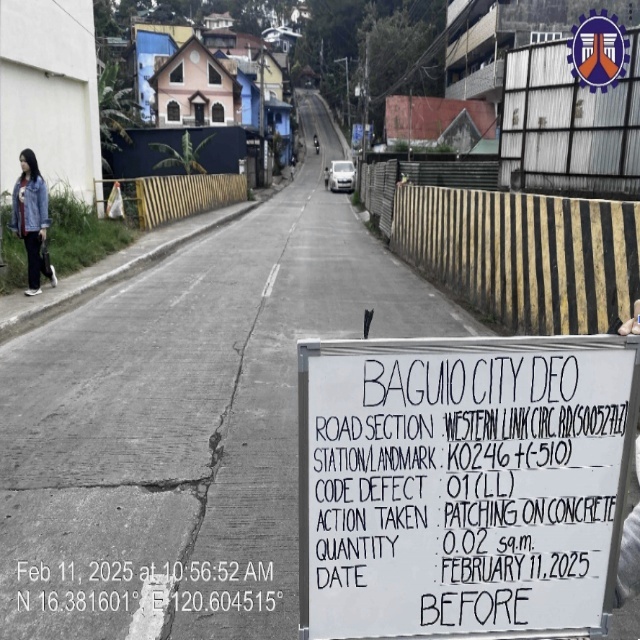 BAGUIO CITY DEO
ROAD SECTION : WESTERN LINK CIRC RD(S00527LZ)
STATION/LANDMARK : K0246+(-510)
CODE DEFECT : 01 (LL)
ACTION TAKEN : PATCHING ON CONCRETE
QUANTITY : 0.02 sq.m.
DATE : FEBRUARY 11, 2025
BEFORE
Feb 11, 2025 at 10:56:52 AM
N 16.381601°, E 120.604515°